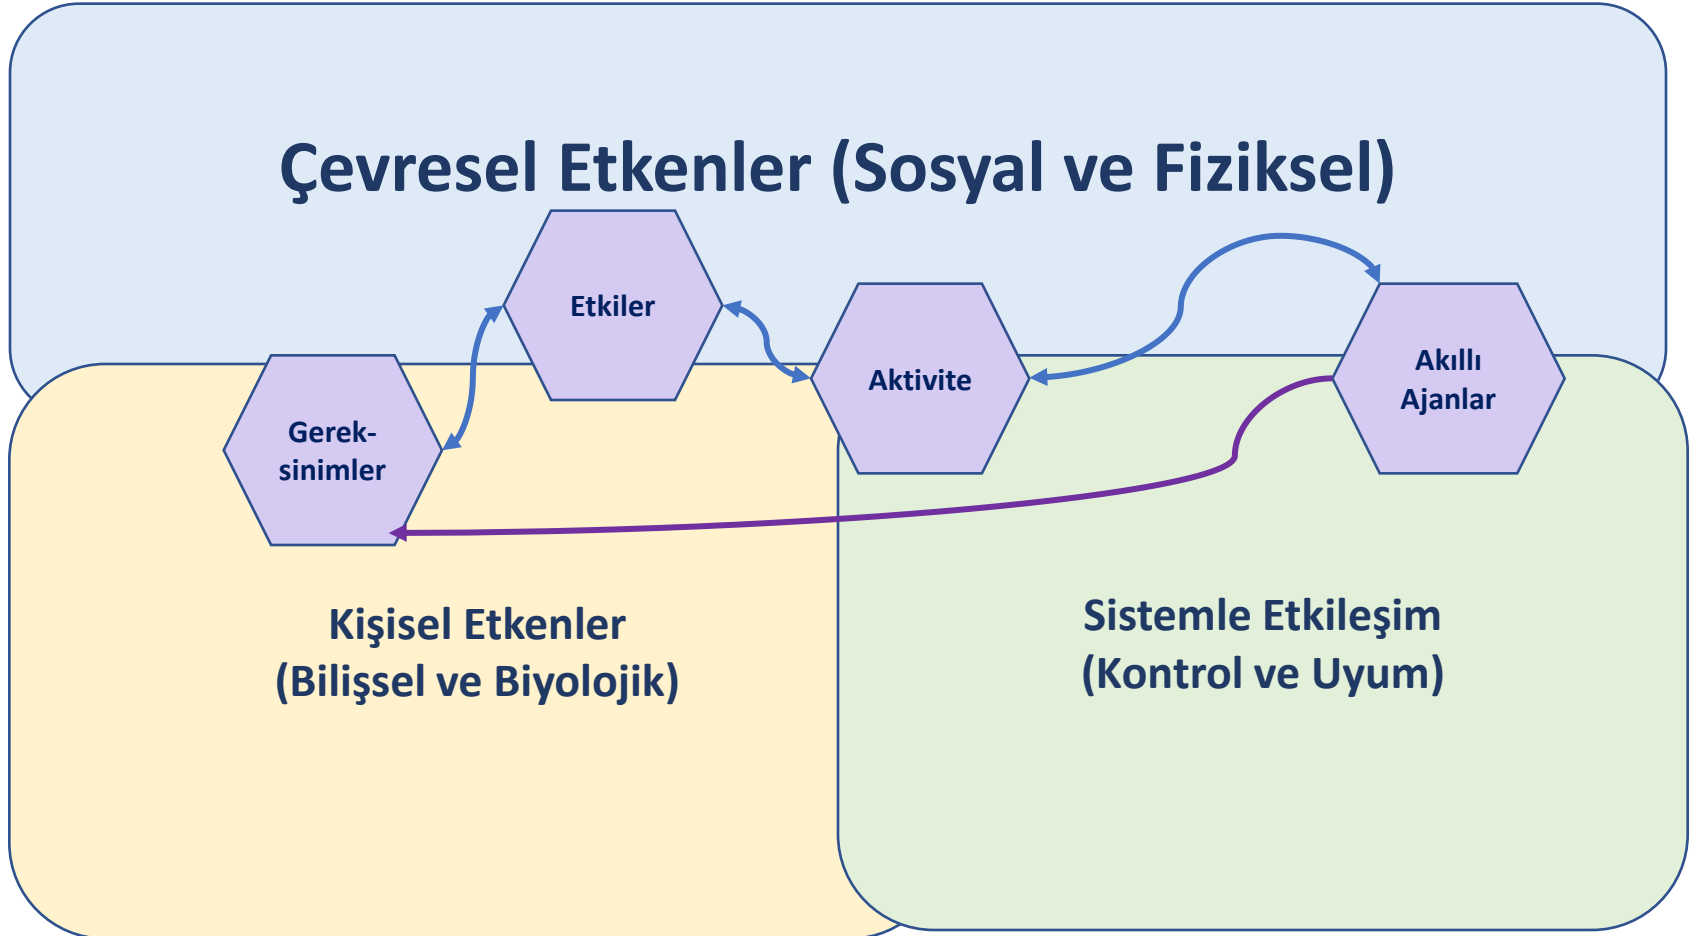 Çevresel Etkenler (Sosyal ve Fiziksel)
Etkiler
Aktivite
Akıllı
Ajanlar
Gerek-
sinimler
Kişisel Etkenler
(Bilişsel ve Biyolojik)
Sistemle Etkileşim
(Kontrol ve Uyum)